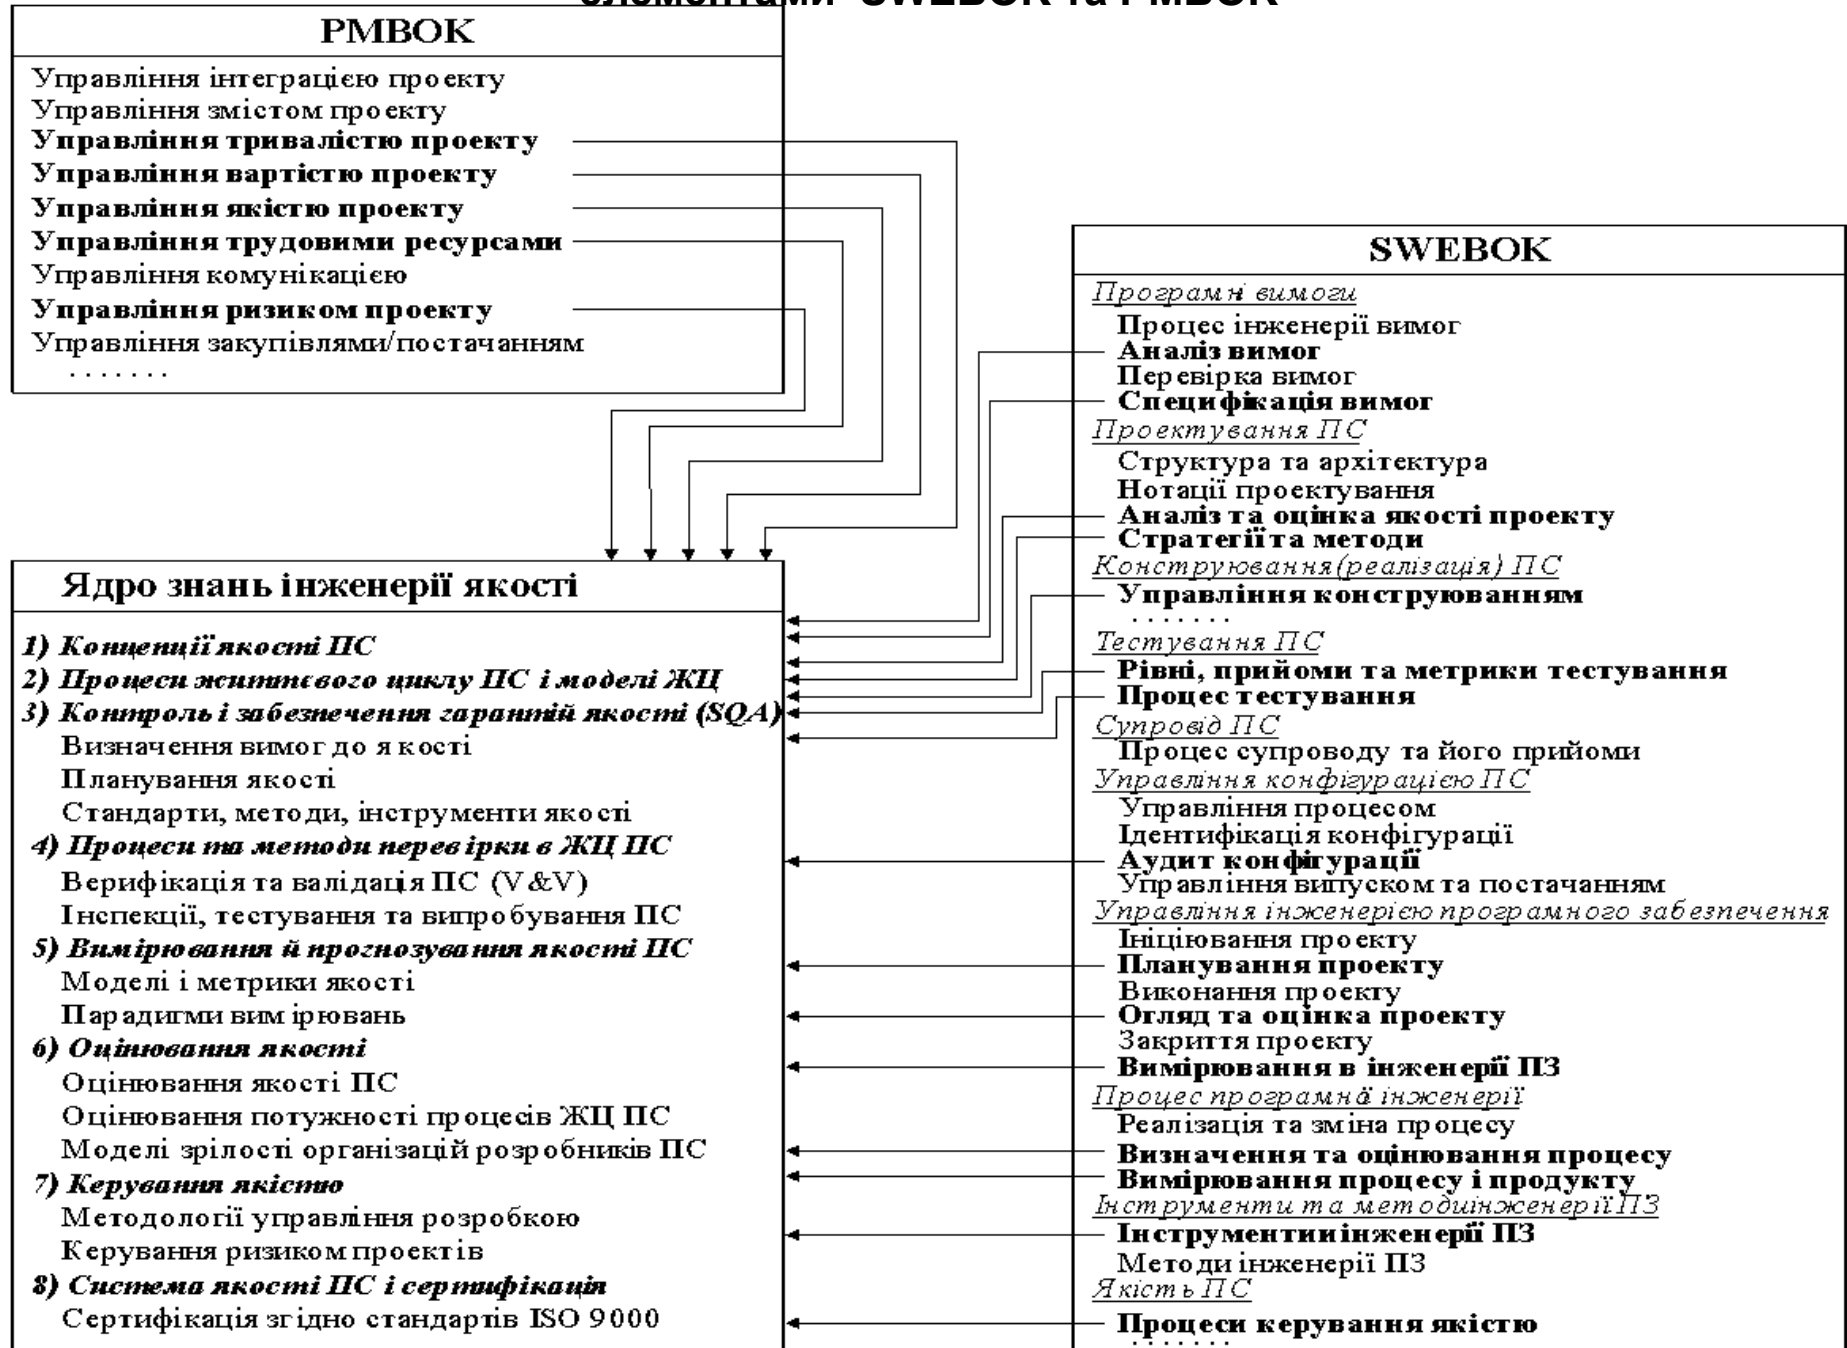 елементами SWEBOK та PMBOK
PMBOK
Управління інтеграцією проекту
Управління змістом проекту
Управління тривалістю проекту
Управління вартістю проекту
Управління якістю проекту
Управління трудовими ресурсами
Управління комунікацією
Управління ризиком проекту
Управління закупівлями/постачанням
. . . . . . .
Ядро знань інженерії якості
1) Концепції якості ПС
2) Процеси життєвого циклу ПС і моделі ЖЦ
3) Контроль і забезпечення гарантій якості (SQA)
Визначення вимог до якості
Планування якості
Стандарти, методи, інструменти якості
4) Процеси та методи перевірки в ЖЦ ПС
Верифікація та валідація ПС (V&V)
Інспекції, тестування та випробування ПС
5) Вимірювання й прогнозування якості ПС
Моделі і метрики якості
Парадигми вимірювань
6) Оцінювання якості
Оцінювання якості ПС
Оцінювання потужності процесів ЖЦ ПС
Моделі зрілості організацій розробників ПС
7) Керування якістю
Методології управління розробкою
Керування ризиком проектів
8) Система якості ПС і сертифікація
Сертифікація згідно стандартів ISO 9000
SWEBOK
Програмні вимоги
Процес інженерії вимог
Аналіз вимог
Перевірка вимог
Специфікація вимог
Проектування ПС
Структура та архітектура
Нотації проектування
Аналіз та оцінка якості проекту
Стратегії та методи
Конструювання(реалізація) ПС
Управління конструюванням
. . . . . . .
Тестування ПС
Рівні, прийоми та метрики тестування
Процес тестування
Супровід ПС
Процес супроводу та його прийоми
Управління конфігурацією ПС
Управління процесом
Ідентифікація конфігурації
Аудит конфігурації
Управління випуском та постачанням
Управління інженерією програмного забезпечення
Ініціювання проекту
Планування проекту
Виконання проекту
Огляд та оцінка проекту
Закриття проекту
Вимірювання в інженерії ПЗ
Процес програмної інженерії
Реалізація та зміна процесу
Визначення та оцінювання процесу
Вимірювання процесу і продукту
Інструменти та методи інженерії ПЗ
Інструменти інженерії ПЗ
Методи інженерії ПЗ
Якість ПС
Процеси керування якістю
. . . . . . .